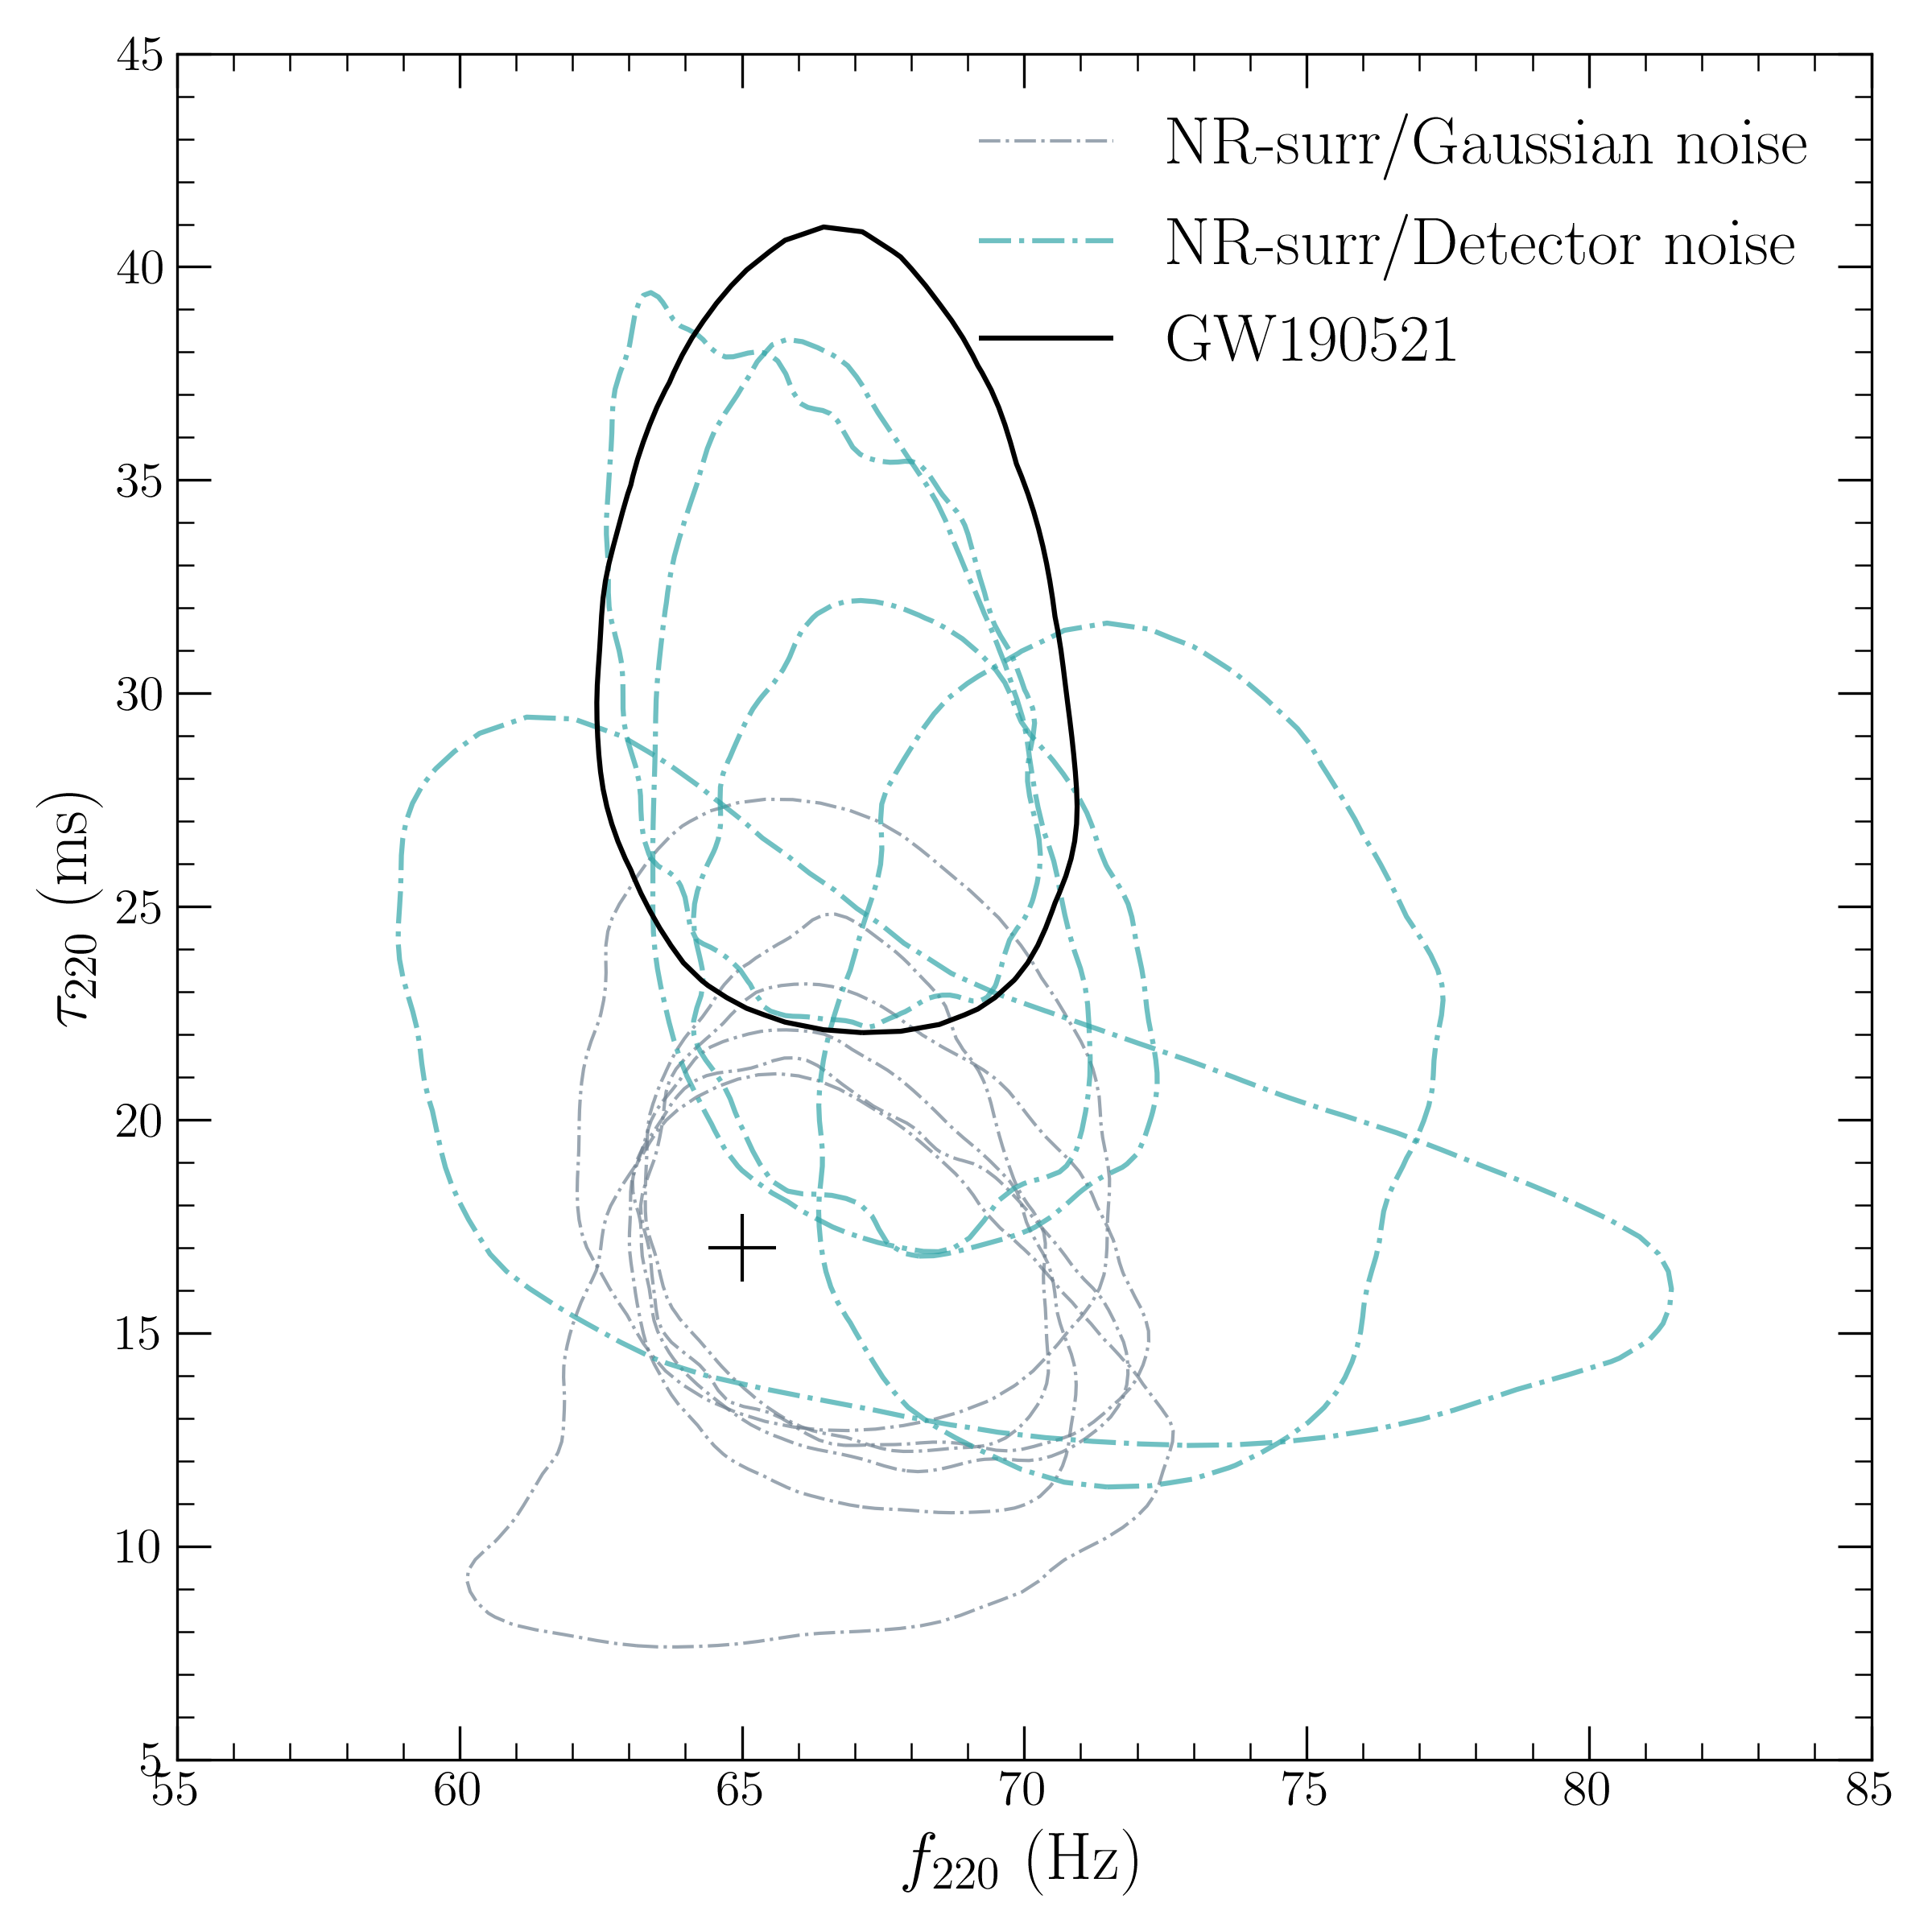 45
40
35
30
25
20
15
10
5
τ220 (ms)
NR-surr/Gaussian noise
NR-surr/Detector noise
GW190521
55 60 65 70 75 80 85
f220 (Hz)